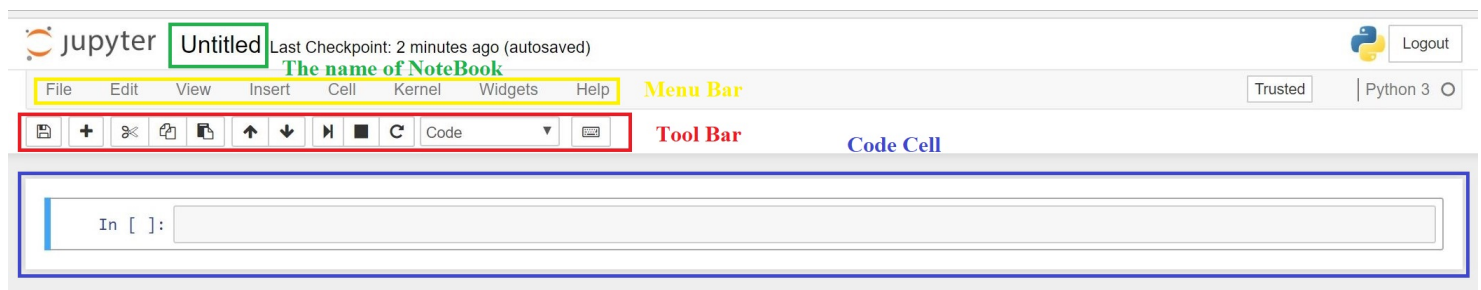 jupyter Untitled Last Checkpoint: 2 minutes ago (autosaved) Logout
The name of NoteBook
File Edit View Insert Cell Kernel Widgets Help Menu Bar Trusted Python 3
Code Tool Bar Code Cell
In [ ]: